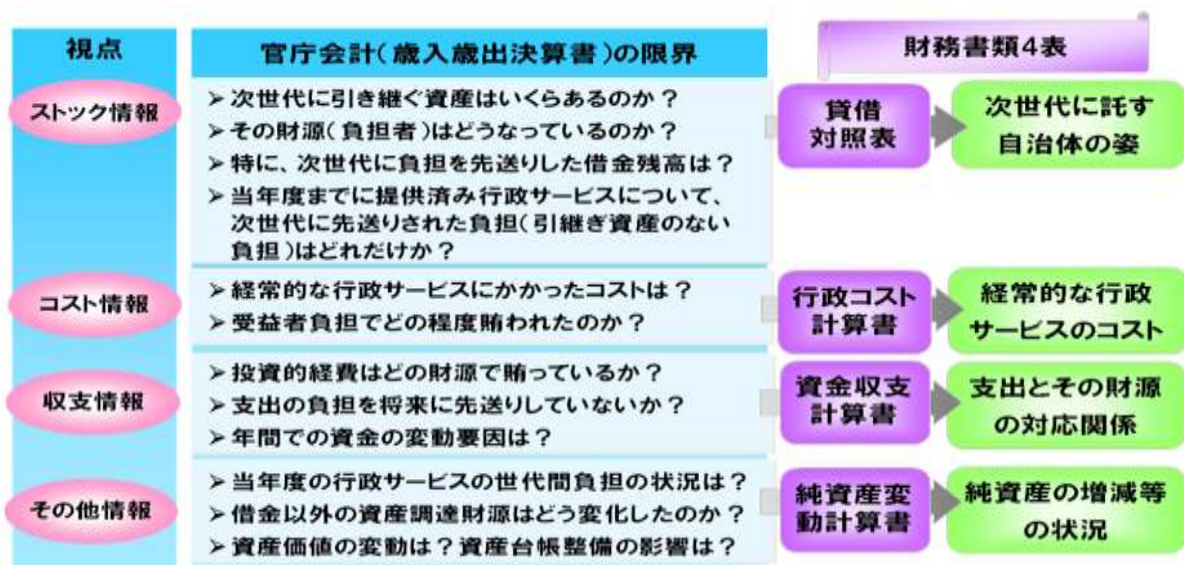 視点
官庁会計(歳入歳出決算書)の限界
財務書類4表
ストック情報
➢次世代に引き継ぐ資産はいくらあるのか?
➢その財源(負担者)はどうなっているのか?
➢特に、次世代に負担を先送りした借金残高は?
➢当年度までに提供済み行政サービスについて、
次世代に先送りされた負担(引継ぎ資産のない
負担)はどれだけか?
貸借
対照表
次世代に託す
自治体の姿
コスト情報
➢経常的な行政サービスにかかったコストは?
➢受益者負担でどの程度賄われたのか?
行政コスト
計算書
経常的な行政
サービスのコスト
収支情報
➢投資的経費はどの財源で賄っているか?
➢支出の負担を将来に先送りしていないか?
➢年間での資金の変動要因は?
資金収支
計算書
支出とその財源
の対応関係
その他情報
➢当年度の行政サービスの世代間負担の状況は?
➢借金以外の資産調達財源はどう変化したのか?
➢資産価値の変動は?資産台帳整備の影響は?
純資産変
動計算書
純資産の増減等
の状況